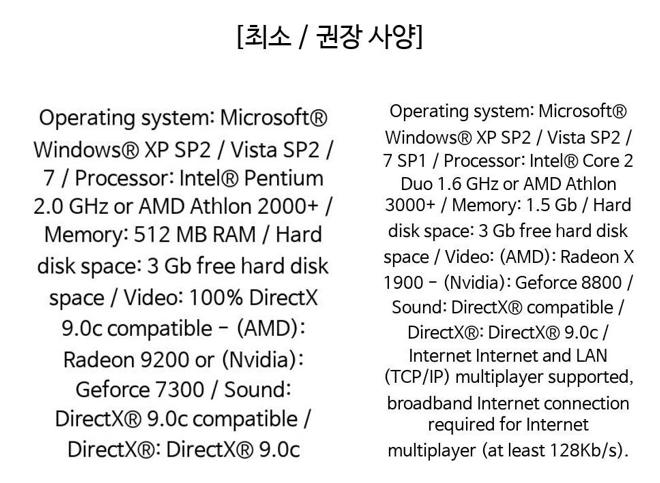 [최소 / 권장 사양]
Operating system: Microsoft®
Windows® XP SP2 / Vista SP2 /
7 / Processor: Intel® Pentium
2.0 GHz or AMD Athlon 2000+ /
Memory: 512 MB RAM / Hard
disk space: 3 Gb free hard disk
space / Video: 100% DirectX
9.0c compatible - (AMD):
Radeon 9200 or (Nvidia):
Geforce 7300 / Sound:
DirectX® 9.0c compatible /
DirectX®: DirectX® 9.0c
Operating system: Microsoft®
Windows® XP SP2 / Vista SP2 /
7 SP1 / Processor: Intel® Core 2
Duo 1.6 GHz or AMD Athlon
3000+ / Memory: 1.5 Gb / Hard
disk space: 3 Gb free hard disk
space / Video: (AMD): Radeon X
1900 - (Nvidia): Geforce 8800 /
Sound: DirectX® compatible /
DirectX®: DirectX® 9.0c /
Internet Internet and LAN
(TCP/IP) multiplayer supported,
broadband Internet connection
required for Internet
multiplayer (at least 128Kb/s).